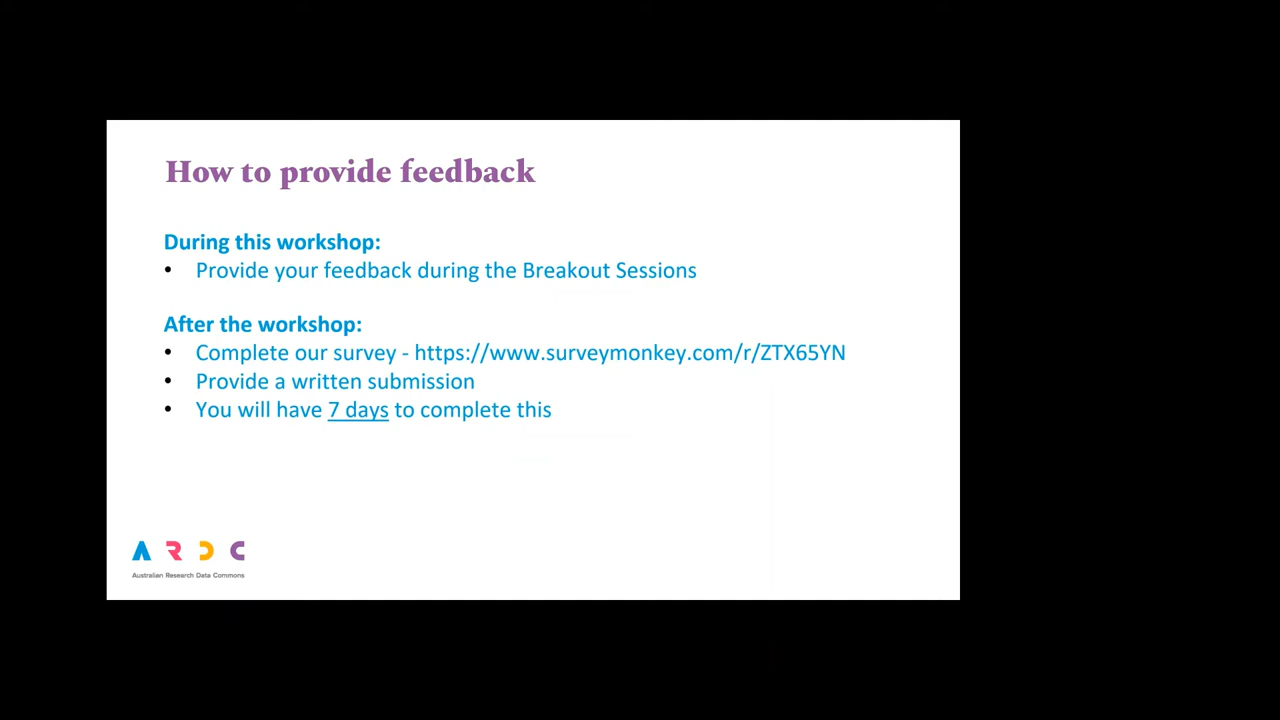 How to provide feedback
During this workshop:
• Provide your feedback during the Breakout Sessions
After the workshop:
• Complete our survey - https://www.surveymonkey.com/r/ZTX65YN
• Provide a written submission
• You will have 7 days to complete this
ARDC
Australian Research Data Commons